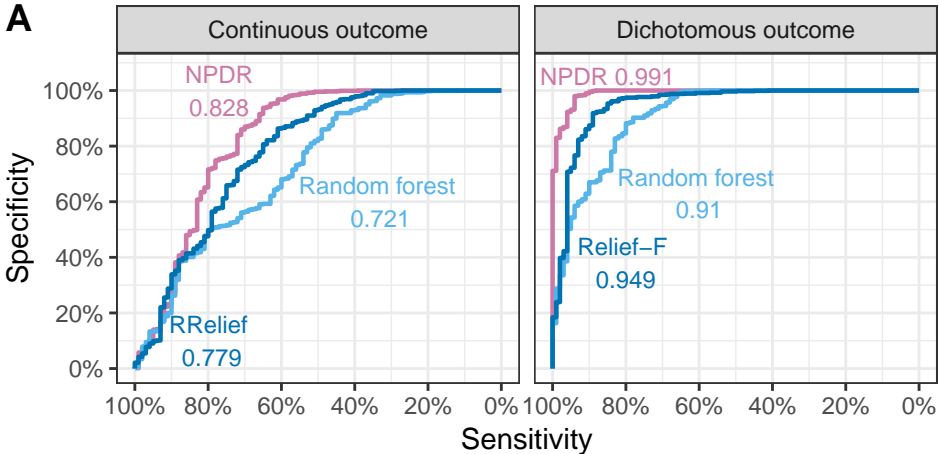 A
Continuous outcome
Dichotomous outcome
Specificity
100%
80%
60%
40%
20%
0%
NPDR
0.828
Random forest
0.721
RRelief
0.779
NPDR 0.991
Random forest
0.91
Relief−F
0.949
100% 80% 60% 40% 20% 0%
100% 80% 60% 40% 20% 0%
Sensitivity